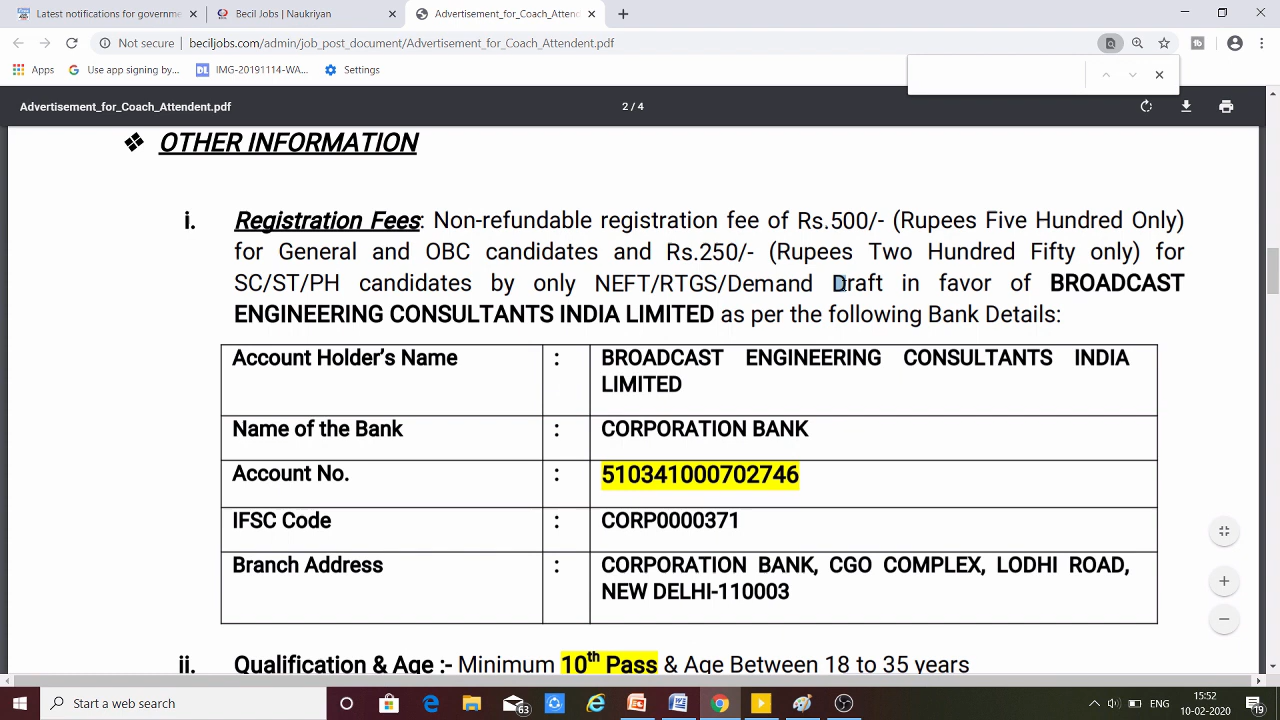 Latest notifications for governme
Becil Jobs | Naukriyan
Advertisement_for_Coach_Attend
Not secure | beciljobs.com/admin/job_post_document/Advertisement_for_Coach_Attendent.pdf
Apps
Use app signing by...
DL IMG-20191114-WA...
Settings
Advertisement_for_Coach_Attendent.pdf
2 / 4
OTHER INFORMATION
i. Registration Fees: Non-refundable registration fee of Rs.500/- (Rupees Five Hundred Only)
for General and OBC candidates and Rs.250/- (Rupees Two Hundred Fifty only) for
SC/ST/PH candidates by only NEFT/RTGS/Demand Draft in favor of BROADCAST
ENGINEERING CONSULTANTS INDIA LIMITED as per the following Bank Details:
Account Holder's Name : BROADCAST ENGINEERING CONSULTANTS INDIA
LIMITED
Name of the Bank : CORPORATION BANK
Account No. : 510341000702746
IFSC Code : CORP0000371
Branch Address : CORPORATION BANK, CGO COMPLEX, LODHI ROAD,
NEW DELHI-110003
ii. Qualification & Age :- Minimum 10th Pass & Age Between 18 to 35 years
Type here to search
63
ENG
15:52
10-02-2020
19